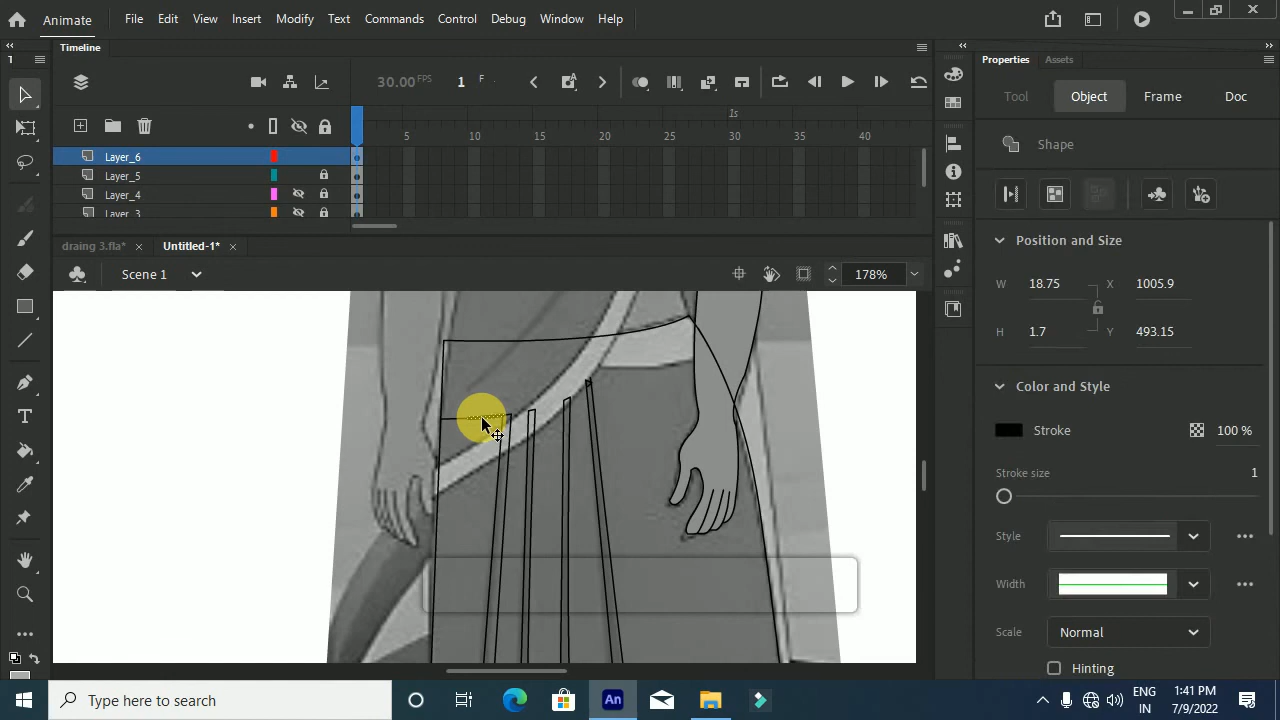 Animate
File Edit View Insert Modify Text Commands Control Debug Window Help
Timeline
30.00 FPS 1 F
1s
5 10 15 20 25 30 35 40
Layer_6
Layer_5
Layer_4
Layer_3
draing 3.fla* Untitled-1*
Scene 1
178%
Properties Assets
Tool Object Frame Doc
Shape
Position and Size
W 18.75 X 1005.9
H 1.7 Y 493.15
Color and Style
Stroke 100 %
Stroke size 1
Style
Width
Scale Normal
Hinting
Type here to search
An
ENG
IN
1:41 PM
7/9/2022